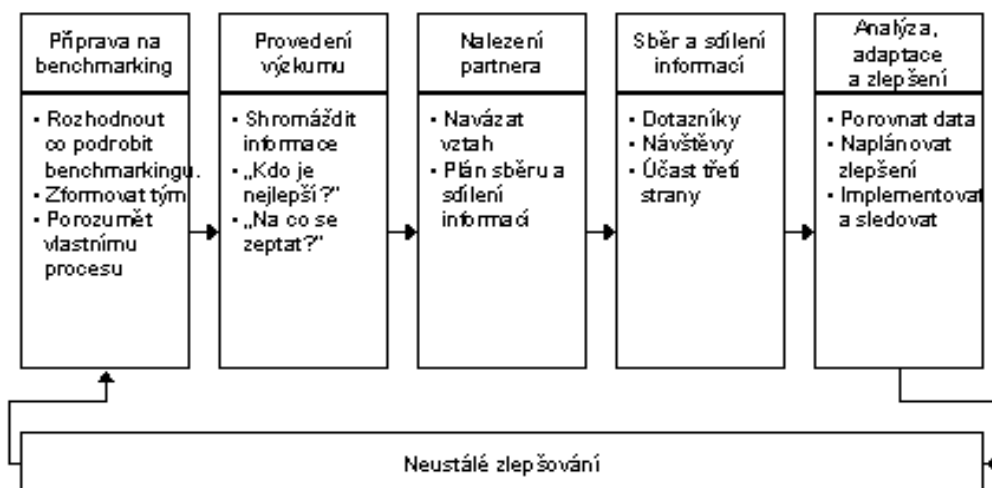 Příprava na
benchmarking
• Rozhodnout
co podrobit
benchmarkingu.
• Zformovat tým
• Porozumět
vlastnímu
procesu
Provedení
výzkumu
• Shromáždit
informace
• „Kdo je
nejlepší?"
• „Na co se
zeptat?"
Nalezení
partnera
• Navázat
vztah
• Plán sběru a
sdílení
informací
Sběr a sdílení
informací
• Dotazníky
• Návštěvy
• Účast třetí
strany
Analýza,
adaptace
a zlepšení
• Porovnat data
• Naplánovat
zlepšení
• Implementovat
a sledovat
Neustálé zlepšování